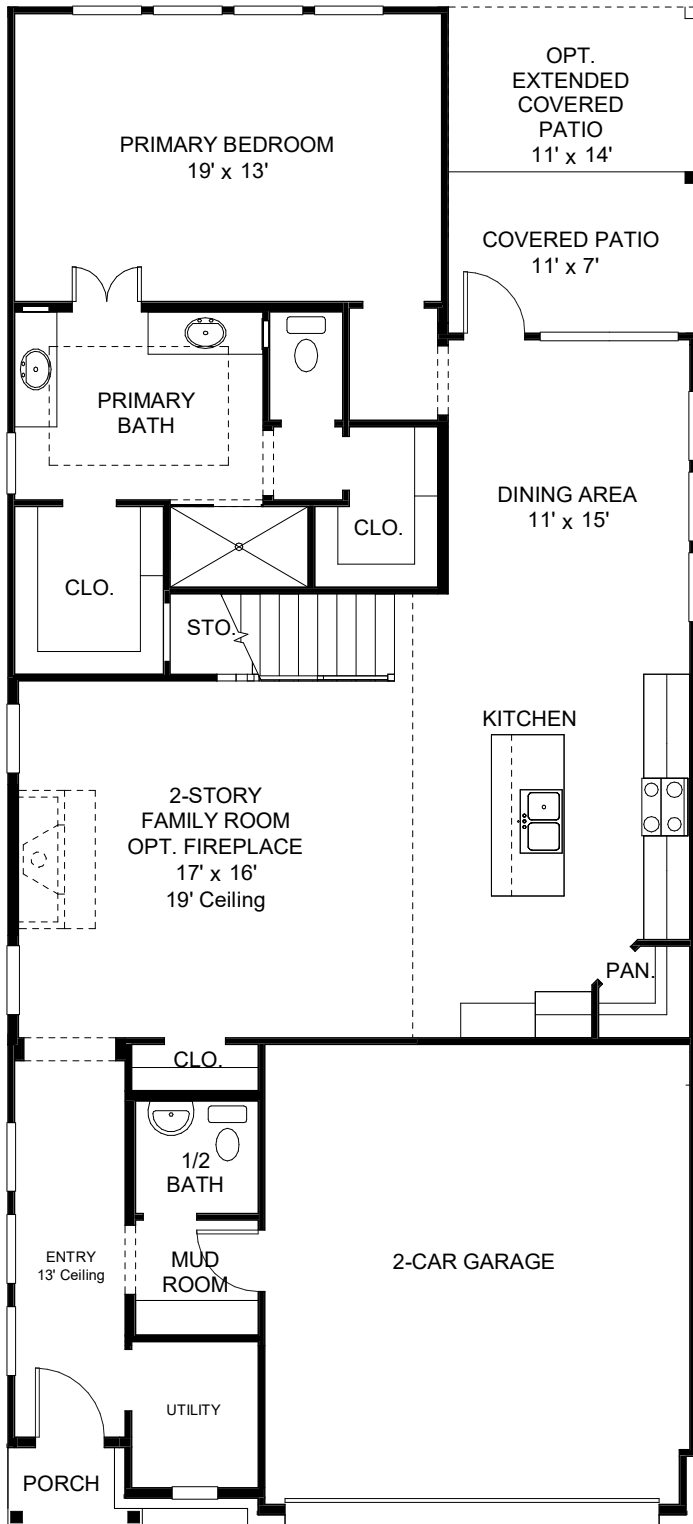 OPT.
EXTENDED
COVERED
PATIO
11' x 14'
PRIMARY BEDROOM
19' x 13'
COVERED PATIO
11' x 7'
PRIMARY
BATH
DINING AREA
11' x 15'
CLO.
CLO.
STO.
KITCHEN
2-STORY
FAMILY ROOM
OPT. FIREPLACE
17' x 16'
19' Ceiling
PAN.
CLO.
1/2
BATH
ENTRY
13' Ceiling
MUD
ROOM
2-CAR GARAGE
UTILITY
PORCH